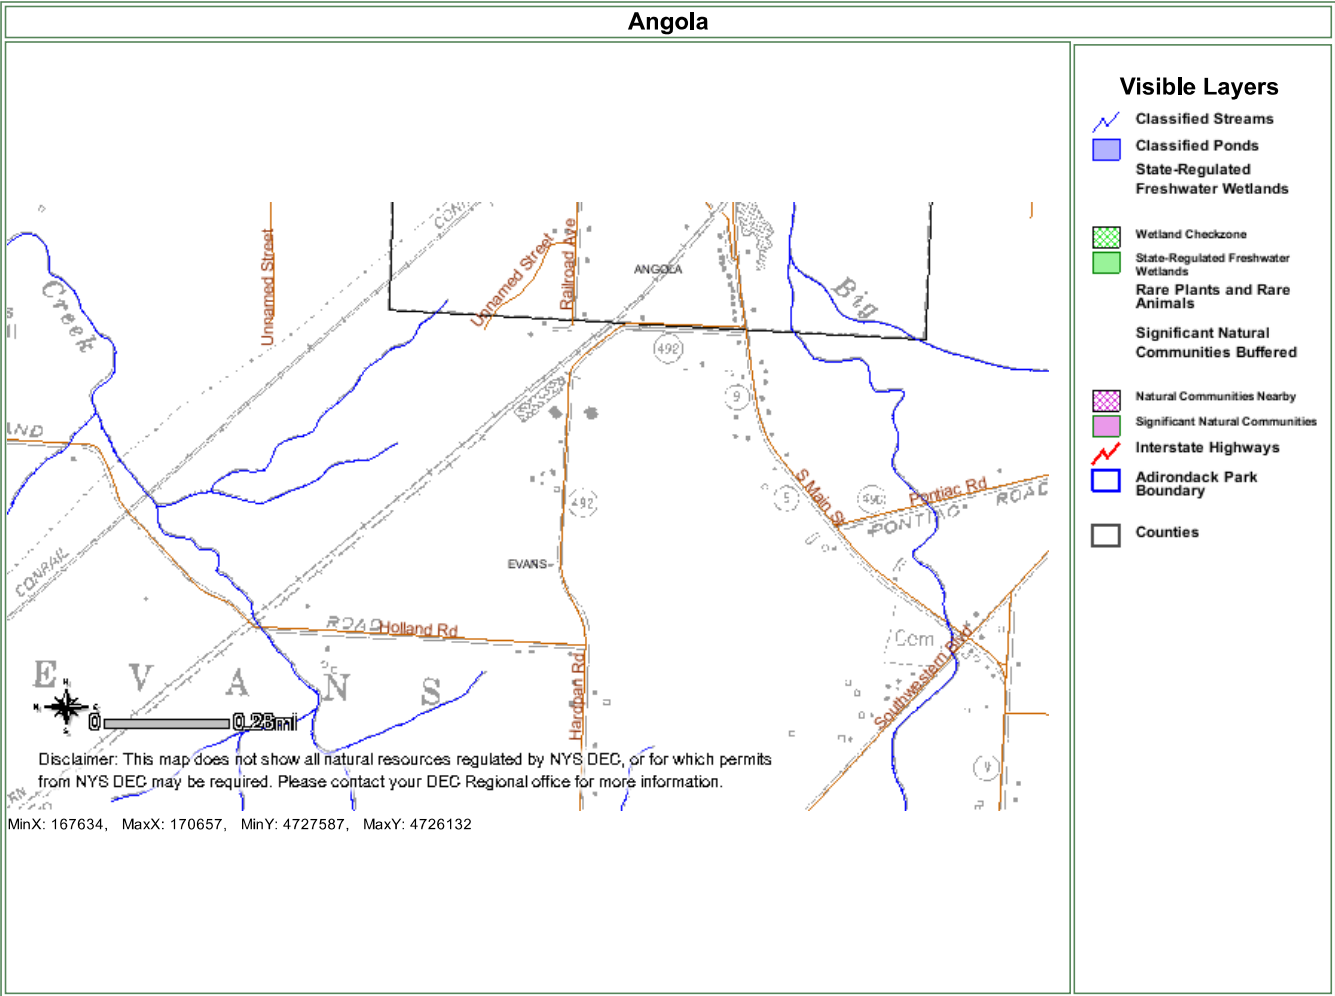 Angola
Visible Layers
Classified Streams
Classified Ponds
State-Regulated
Freshwater Wetlands
Wetland Checkzone
State-Regulated Freshwater
Wetlands
Rare Plants and Rare
Animals
Significant Natural
Communities Buffered
Natural Communities Nearby
Significant Natural Communities
Interstate Highways
Adirondack Park
Boundary
Counties
Creek
Unnamed Street
Unnamed Street
Railroad Ave
ANGOLA
Big
492
9
S Main St
5
Pontiac Rd
PONTIAC ROAD
492
CONRAIL
EVANS
ROAD
Holland Rd
Hardpan Rd
Cem
Southwestern Blvd
E V A N S
0 0.28mi
Disclaimer: This map does not show all natural resources regulated by NYS DEC, or for which permits
from NYS DEC may be required. Please contact your DEC Regional office for more information.
MinX: 167634, MaxX: 170657, MinY: 4727587, MaxY: 4726132